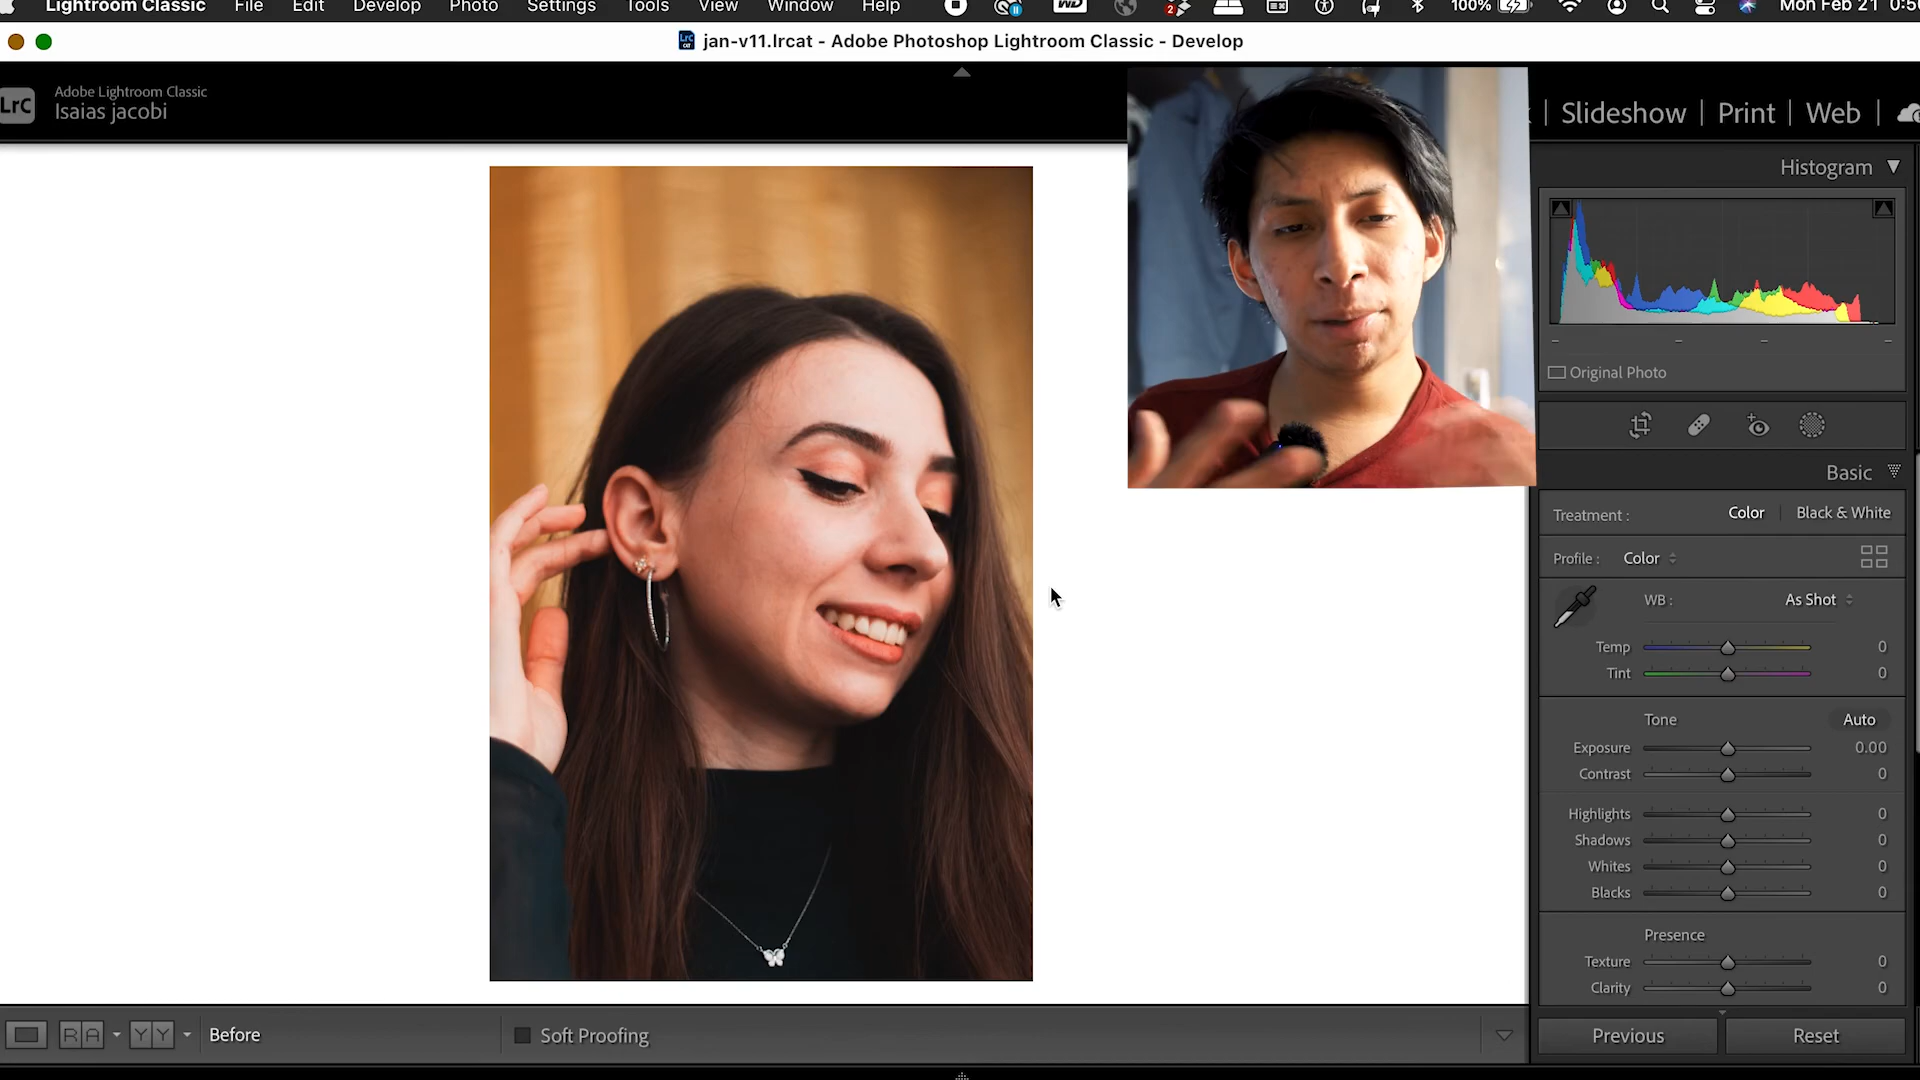 Lightroom Classic File Edit Develop Photo Settings Tools View Window Help 2 WD 100% Mon Feb 21
jan-v11.lrcat - Adobe Photoshop Lightroom Classic - Develop
LrC
Adobe Lightroom Classic
Isaias jacobi
| Slideshow | Print | Web |
Histogram
Original Photo
Basic
Treatment : Color Black & White
Profile : Color
WB : As Shot
Temp 0
Tint 0
Tone Auto
Exposure 0.00
Contrast 0
Highlights 0
Shadows 0
Whites 0
Blacks 0
Presence
Texture 0
Clarity 0
R A Y Y Before Soft Proofing
Previous Reset